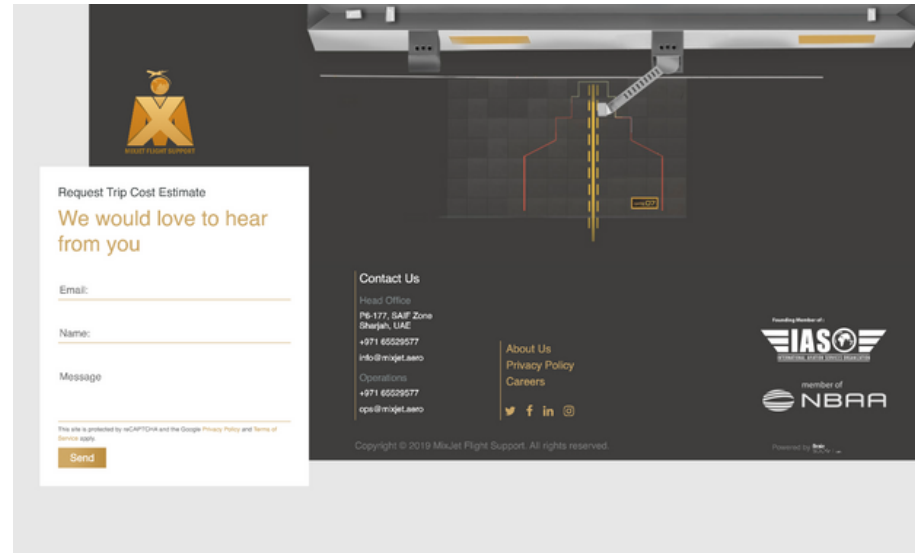 MIXJET FLIGHT SUPPORT
Request Trip Cost Estimate
We would love to hear
from you
Email:
Name:
Message
This site is protected by reCAPTCHA and the Google Privacy Policy and Terms of
Service apply.
Send
07
Contact Us
Head Office
P6-177, SAIF Zone
Sharjah, UAE
+971 65529577
info@mixjet.aero
Operations
+971 65529577
ops@mixjet.aero
About Us
Privacy Policy
Careers
Founding Member of:
IASO
INTERNATIONAL AVIATION SERVICES ORGANIZATION
member of
NBAA
Copyright © 2019 MixJet Flight Support. All rights reserved.
Powered by